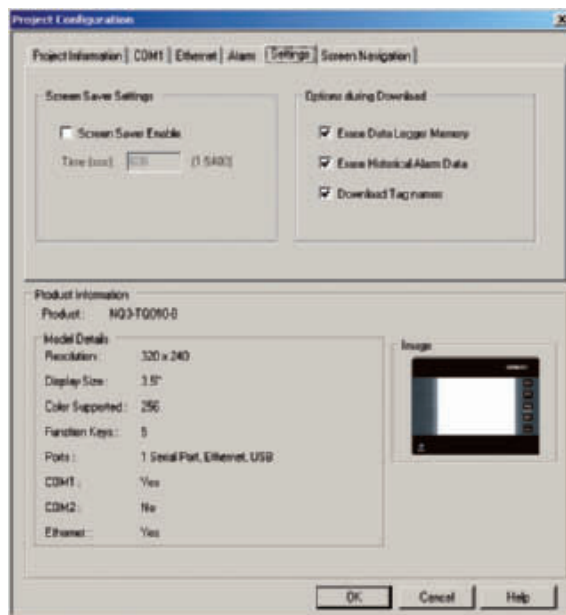 Project Configuration
Project Information COM1 Ethernet Alarm Settings Screen Navigation
Screen Saver Settings
Screen Saver Enable
Time (sec)
Options during Download
Erase Data Logger Memory
Erase Historical Alarm Data
Download Tag names
Product Information
Product : NQ3-TQ010-B
Model Details
Resolution : 320 x 240
Display Size : 3.5"
Color Supported : 256
Function Keys : 5
Ports : 1 Serial Port, Ethernet, USB
COM1 : Yes
COM2 : No
Ethernet : Yes
Image
OK Cancel Help